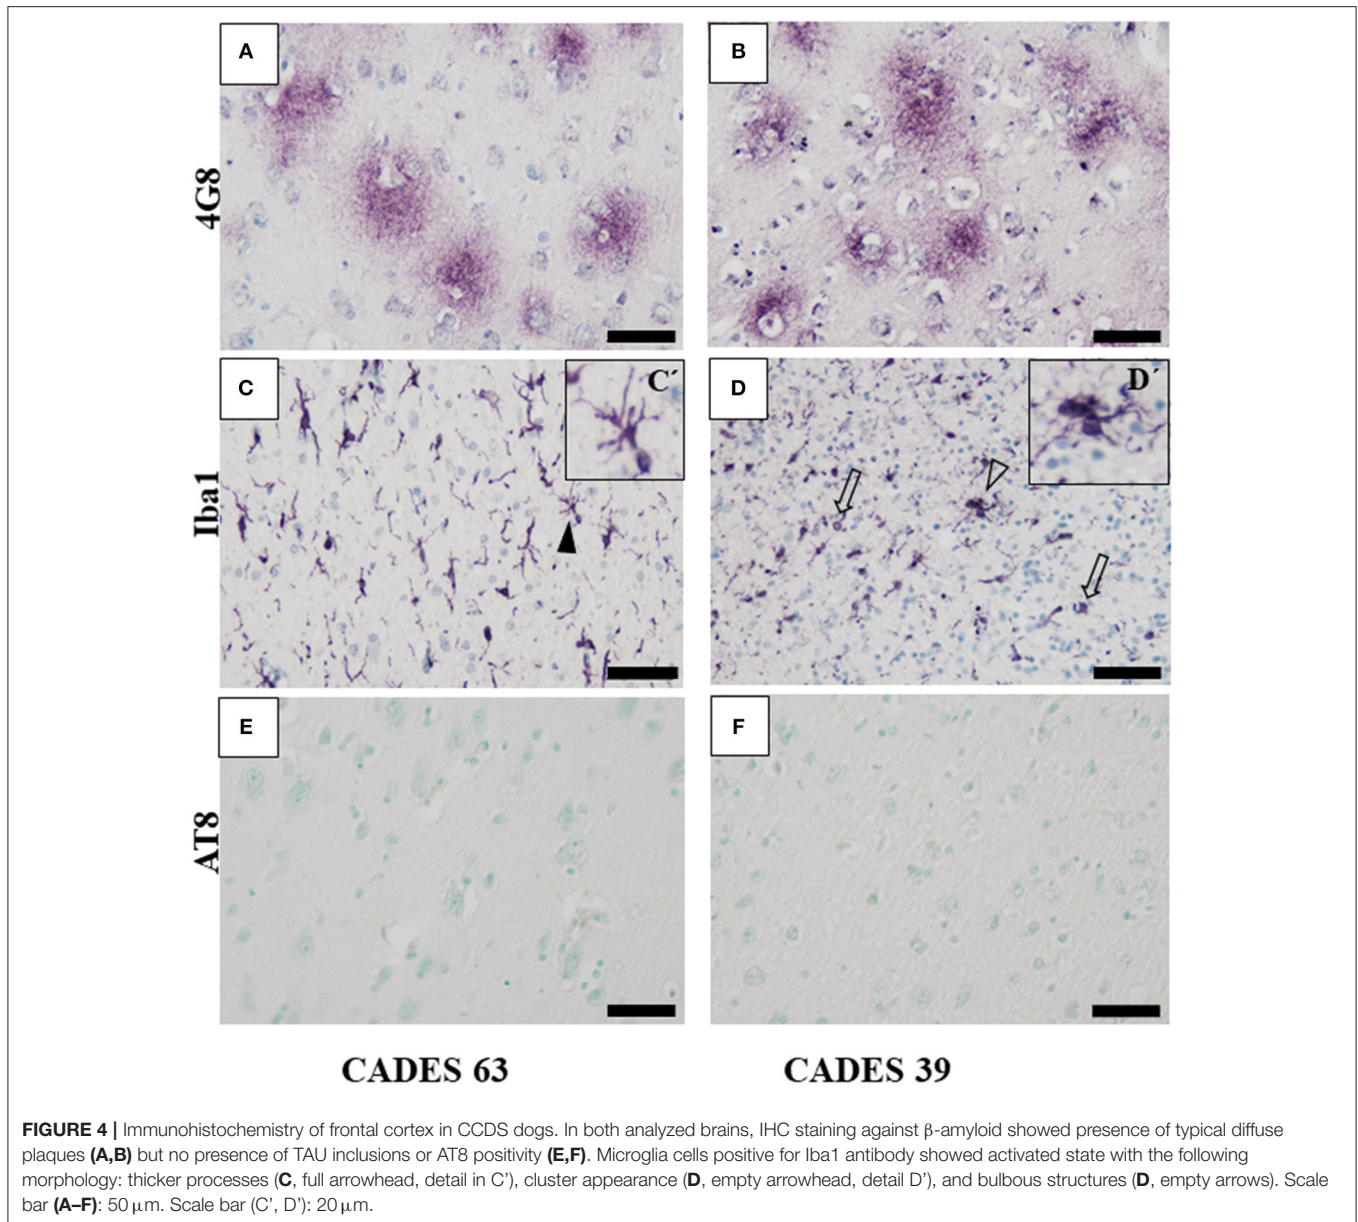 A
B
4G8
C
C´
D
D´
Iba1
E
F
AT8
CADES 63
CADES 39
FIGURE 4 | Immunohistochemistry of frontal cortex in CCDS dogs. In both analyzed brains, IHC staining against β-amyloid showed presence of typical diffuse
plaques (A,B) but no presence of TAU inclusions or AT8 positivity (E,F). Microglia cells positive for Iba1 antibody showed activated state with the following
morphology: thicker processes (C, full arrowhead, detail in C’), cluster appearance (D, empty arrowhead, detail D’), and bulbous structures (D, empty arrows). Scale
bar (A–F): 50 μm. Scale bar (C’, D’): 20 μm.